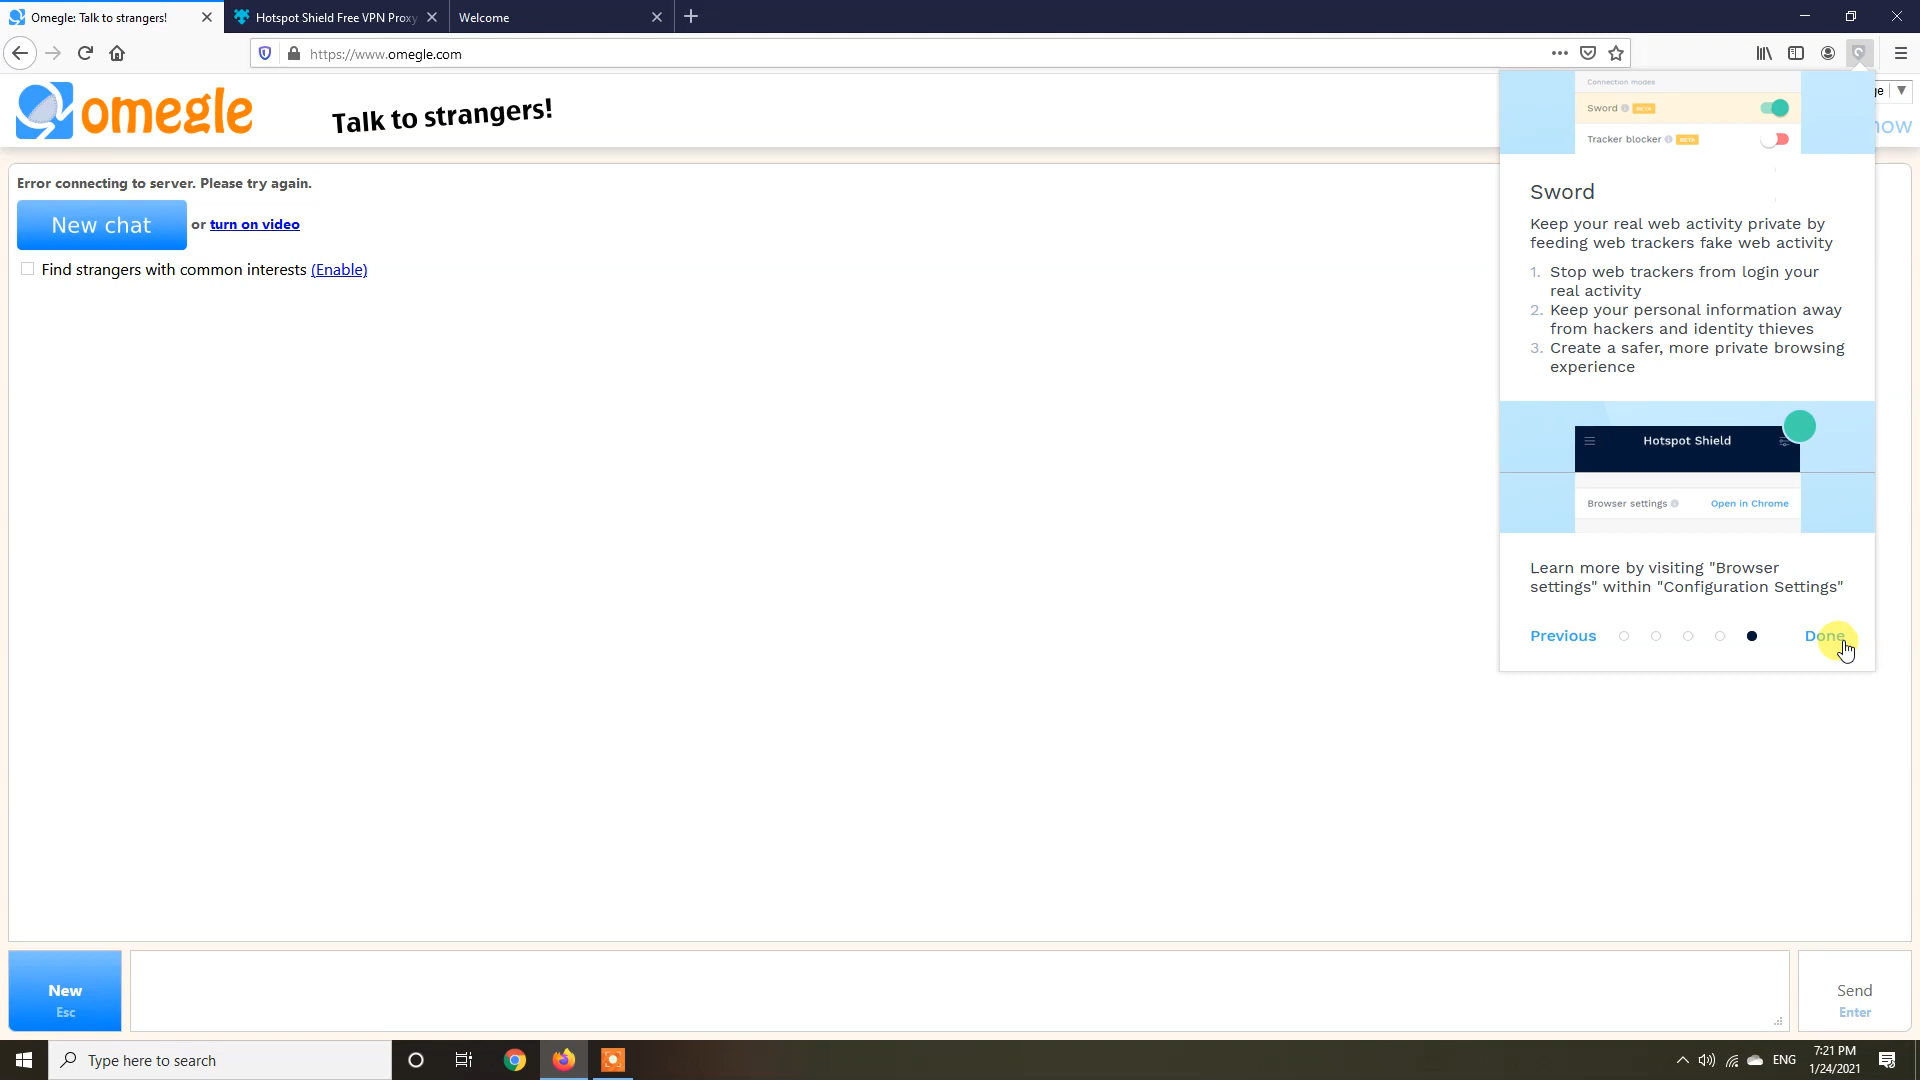 Omegle: Talk to strangers!
Hotspot Shield Free VPN Proxy
Welcome
https://www.omegle.com
omegle
Talk to strangers!
Error connecting to server. Please try again.
New chat or turn on video
Find strangers with common interests (Enable)
Connection modes
Sword BETA
Tracker blocker BETA
Sword
Keep your real web activity private by
feeding web trackers fake web activity
1. Stop web trackers from login your
real activity
2. Keep your personal information away
from hackers and identity thieves
3. Create a safer, more private browsing
experience
Hotspot Shield
Browser settings Open in Chrome
Learn more by visiting "Browser
settings" within "Configuration Settings"
Previous Done
New
Esc
Send
Enter
Type here to search
ENG
7:21 PM
1/24/2021